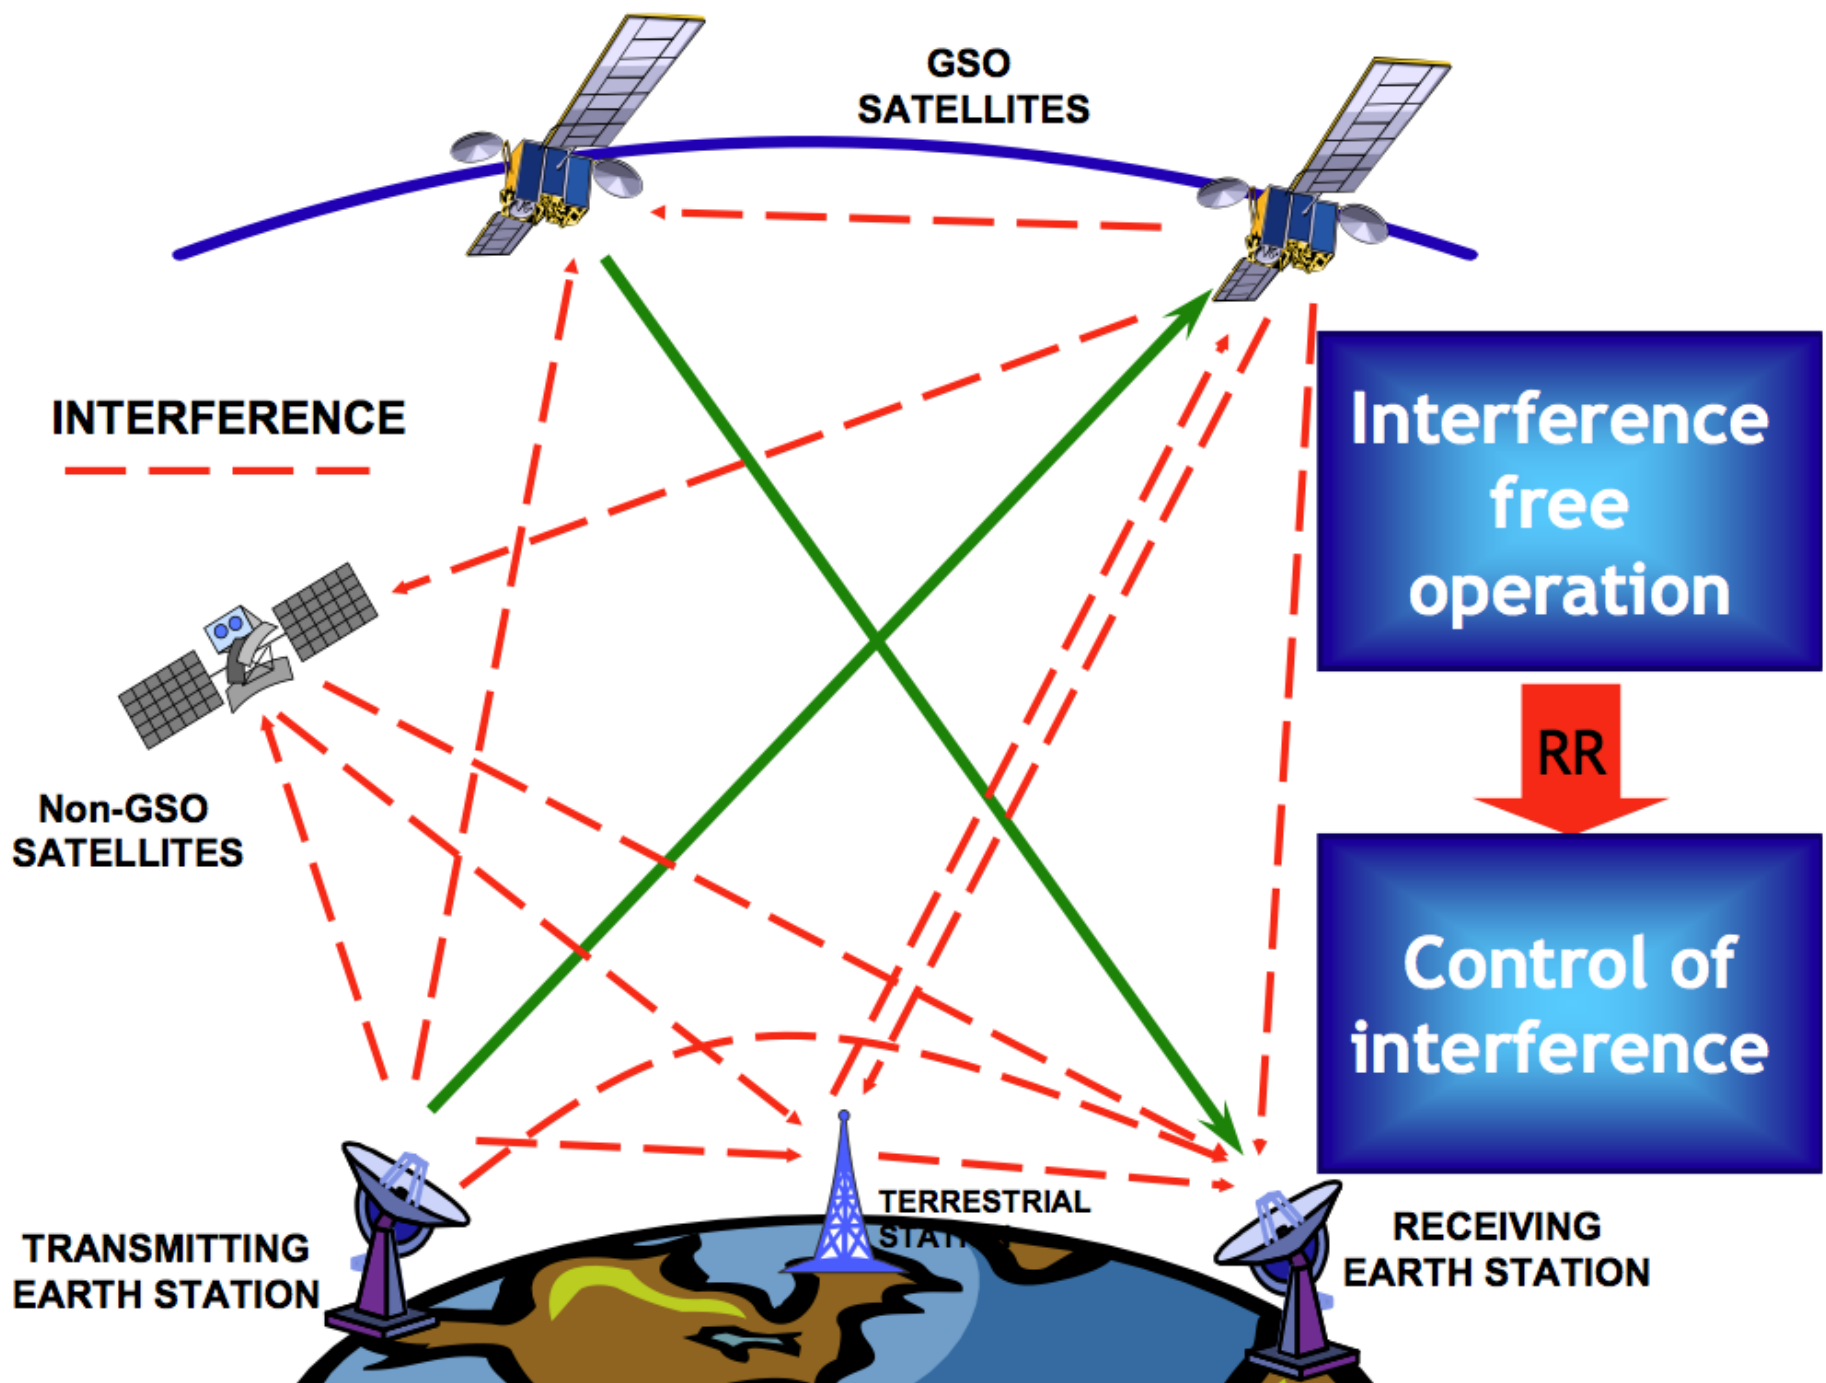 GSO
SATELLITES
INTERFERENCE
Interference
free
operation
RR
Non-GSO
SATELLITES
Control of
interference
TERRESTRIAL
STATION
TRANSMITTING
EARTH STATION
RECEIVING
EARTH STATION